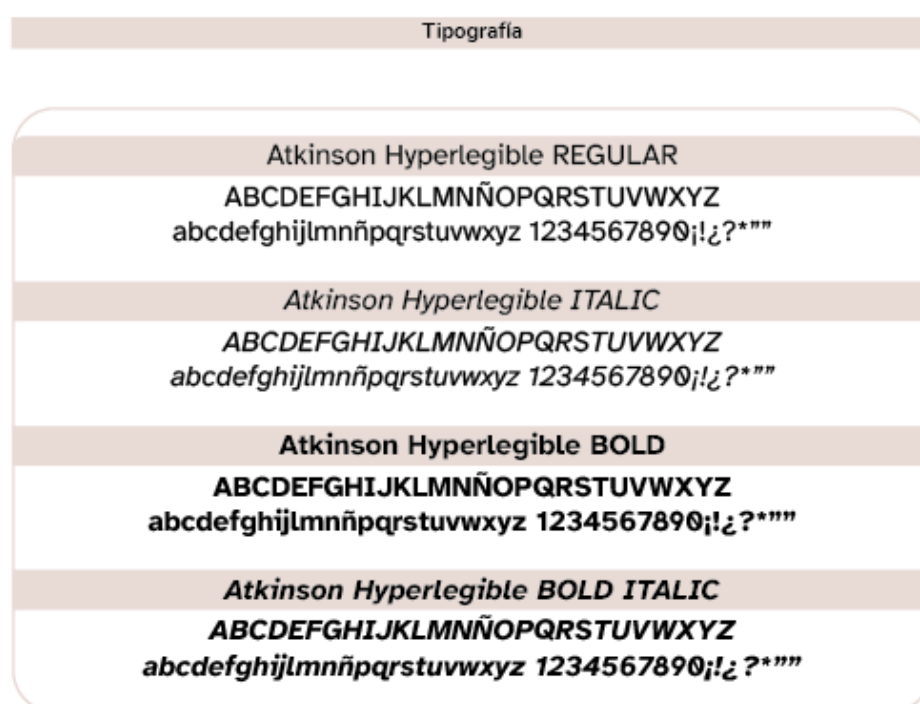 Tipografía
Atkinson Hyperlegible REGULAR
ABCDEFGHIJKLMNÑOPQRSTUVWXYZ
abcdefghijlmnñpqrstuvwxyz 1234567890¡!¿?*””
Atkinson Hyperlegible ITALIC
ABCDEFGHIJKLMNÑOPQRSTUVWXYZ
abcdefghijlmnñpqrstuvwxyz 1234567890¡!¿?*””
Atkinson Hyperlegible BOLD
ABCDEFGHIJKLMNÑOPQRSTUVWXYZ
abcdefghijlmnñpqrstuvwxyz 1234567890¡!¿?*””
Atkinson Hyperlegible BOLD ITALIC
ABCDEFGHIJKLMNÑOPQRSTUVWXYZ
abcdefghijlmnñpqrstuvwxyz 1234567890¡!¿?*””